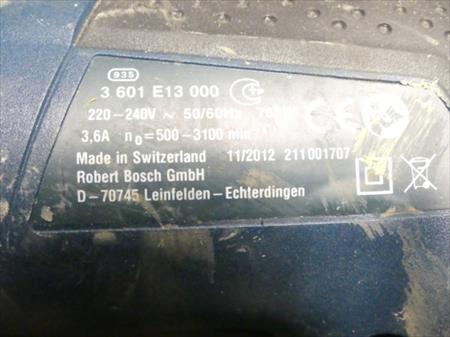 935
3 601 E13 000
220-240V ~ 50/60Hz
3,6A n₀=500-3100 min
Made in Switzerland 11/2012 211001707
Robert Bosch GmbH
D-70745 Leinfelden-Echterdingen